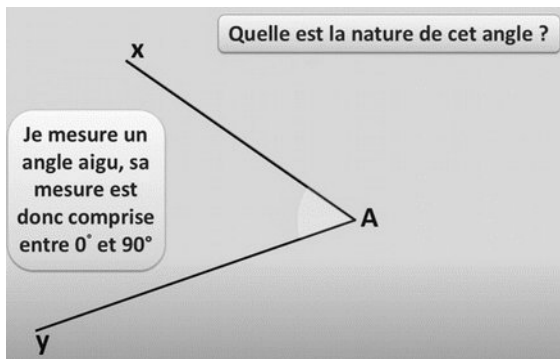 Quelle est la nature de cet angle ?
x
Je mesure un
angle aigu, sa
mesure est
donc comprise
entre 0° et 90°
A
y